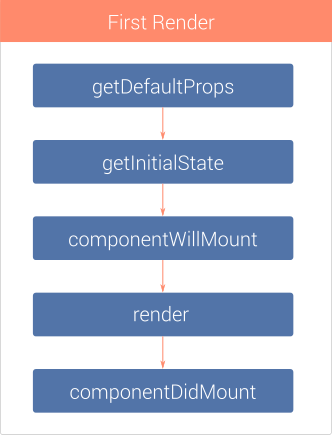 First Render
getDefaultProps
getInitialState
componentWillMount
render
componentDidMount